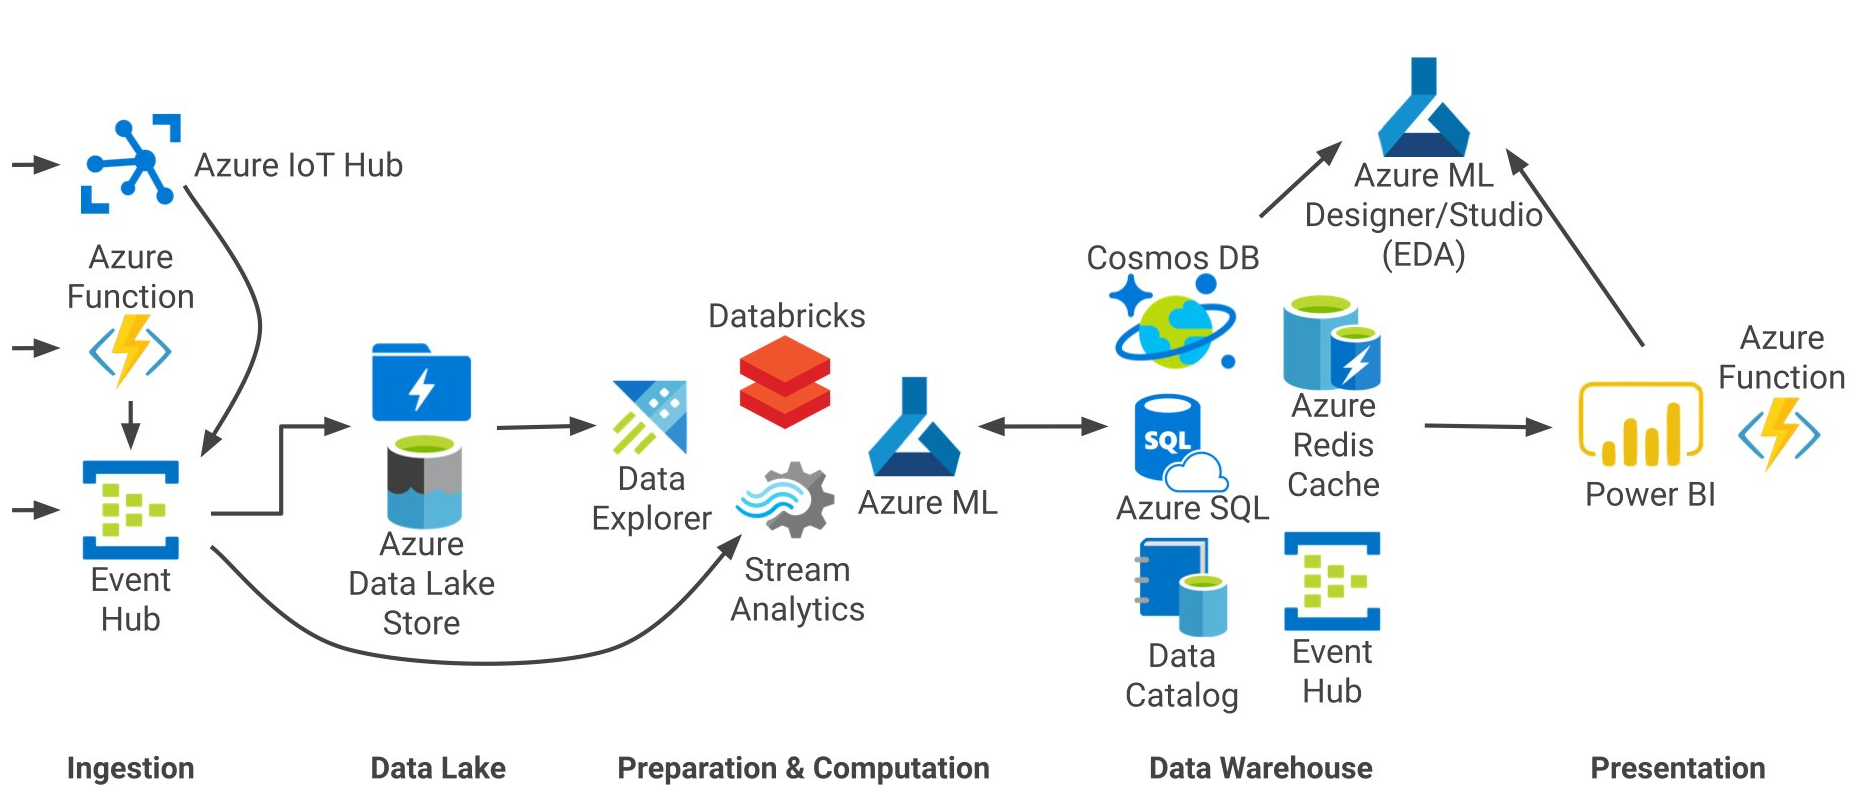 Azure IoT Hub
Azure
Function
Event
Hub
Azure
Data Lake
Store
Data
Explorer
Databricks
Stream
Analytics
Azure ML
Cosmos DB
SQL
Azure SQL
Data
Catalog
Azure
Redis
Cache
Event
Hub
Azure ML
Designer/Studio
(EDA)
Power BI
Azure
Function
Ingestion
Data Lake
Preparation & Computation
Data Warehouse
Presentation